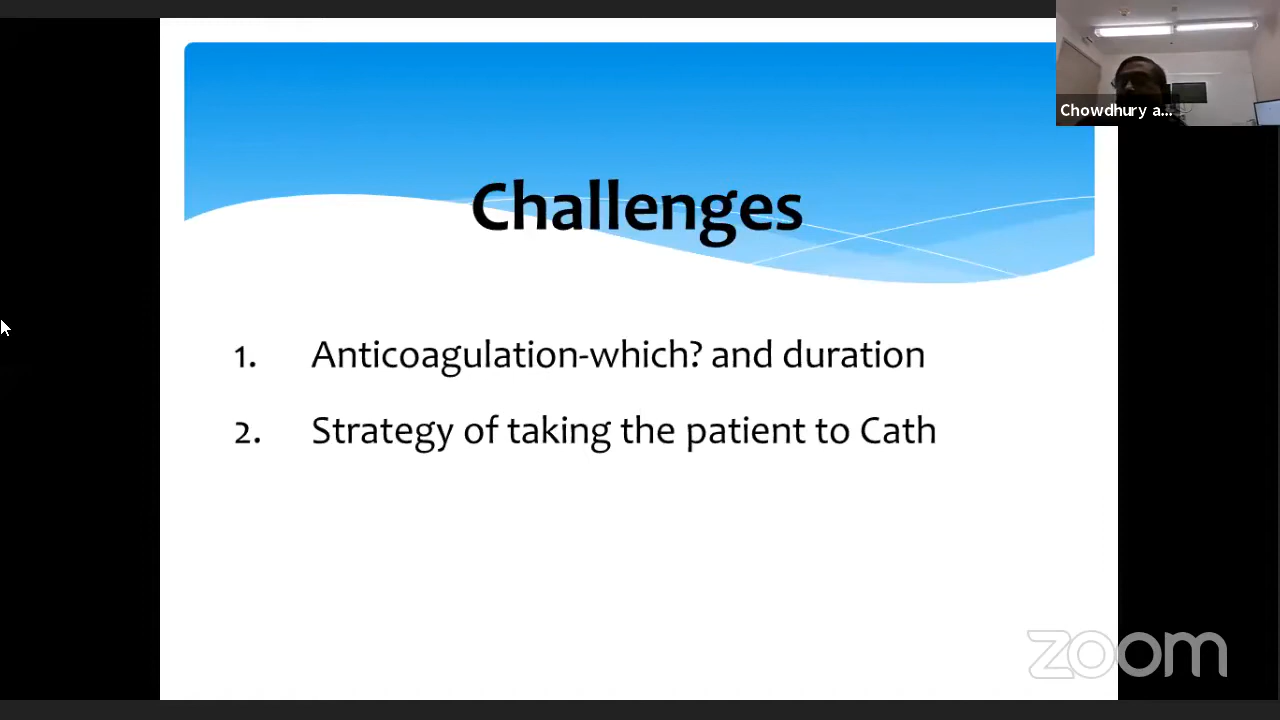 Chowdhury a...
Challenges
1. Anticoagulation-which? and duration
2. Strategy of taking the patient to Cath
zoom